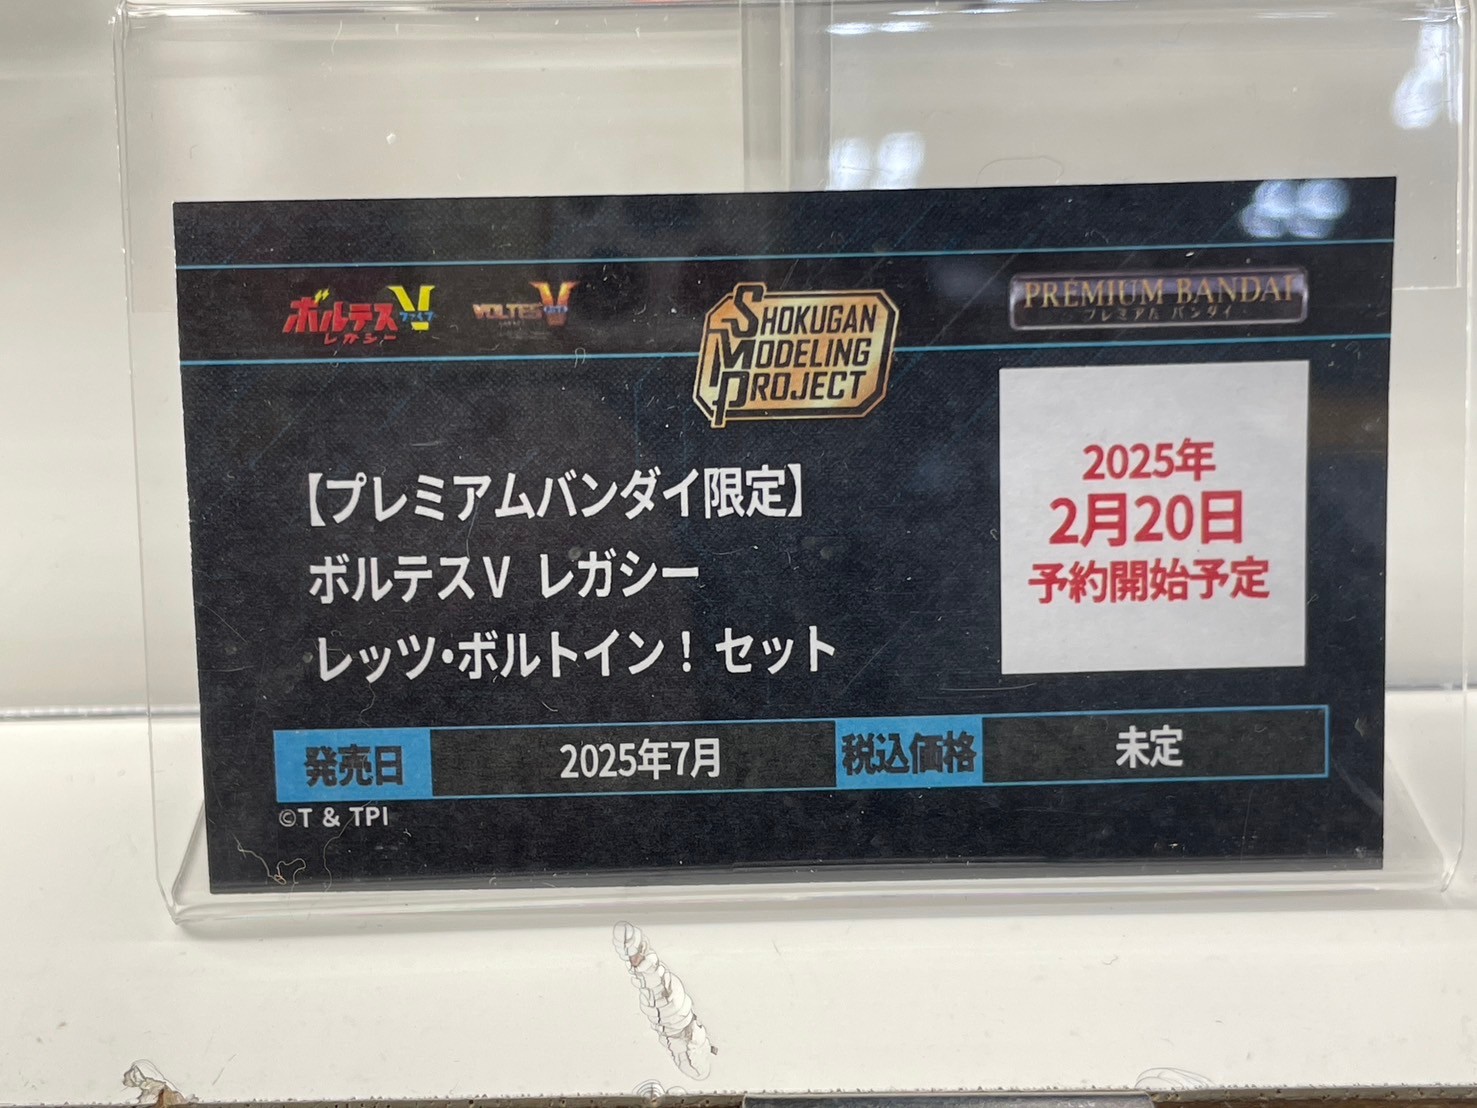 ボルテスV
ファイブ
レガシー
VOLTES V
SHOKUGAN
MODELING
PROJECT
PREMIUM BANDAI
プレミアム バンダイ
【プレミアムバンダイ限定】
ボルテスV レガシー
レッツ・ボルトイン！ セット
2025年
2月20日
予約開始予定
発売日 2025年7月 税込価格 未定
©T & TPI